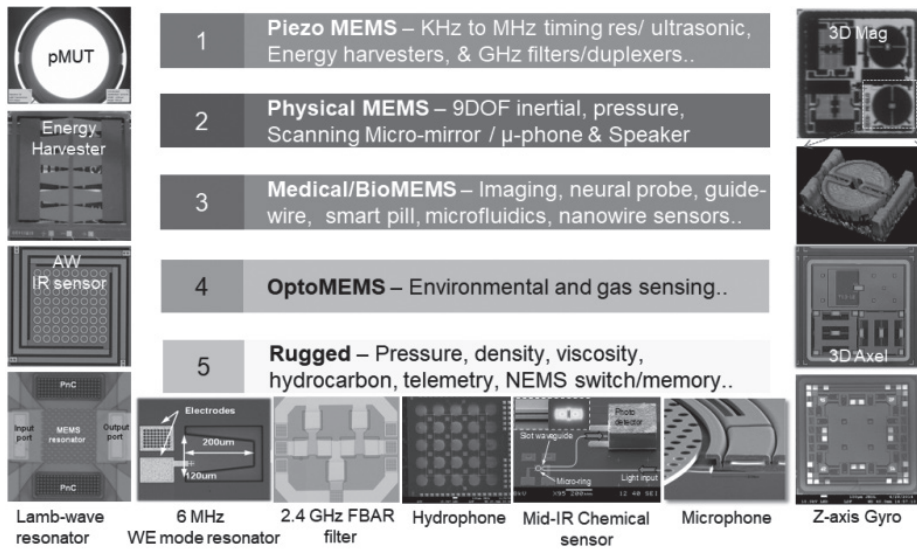 pMUT
1
Piezo MEMS – KHz to MHz timing res/ ultrasonic,
Energy harvesters, & GHz filters/duplexers..
3D Mag
Energy
Harvester
2
Physical MEMS – 9DOF inertial, pressure,
Scanning Micro-mirror / µ-phone & Speaker
3
Medical/BioMEMS – Imaging, neural probe, guide-
wire, smart pill, microfluidics, nanowire sensors..
AW
IR sensor
4
OptoMEMS – Environmental and gas sensing..
3D Axel
5
Rugged – Pressure, density, viscosity,
hydrocarbon, telemetry, NEMS switch/memory..
PnC
Input
port
MEMS
resonator
Output
port
PnC
Electrodes
200um
120um
Photo
detector
Slot waveguide
Micro-ring
Light input
X95 200mm
12 40 SEI
Lamb-wave
resonator
6 MHz
WE mode resonator
2.4 GHz FBAR
filter
Hydrophone
Mid-IR Chemical
sensor
Microphone
Z-axis Gyro